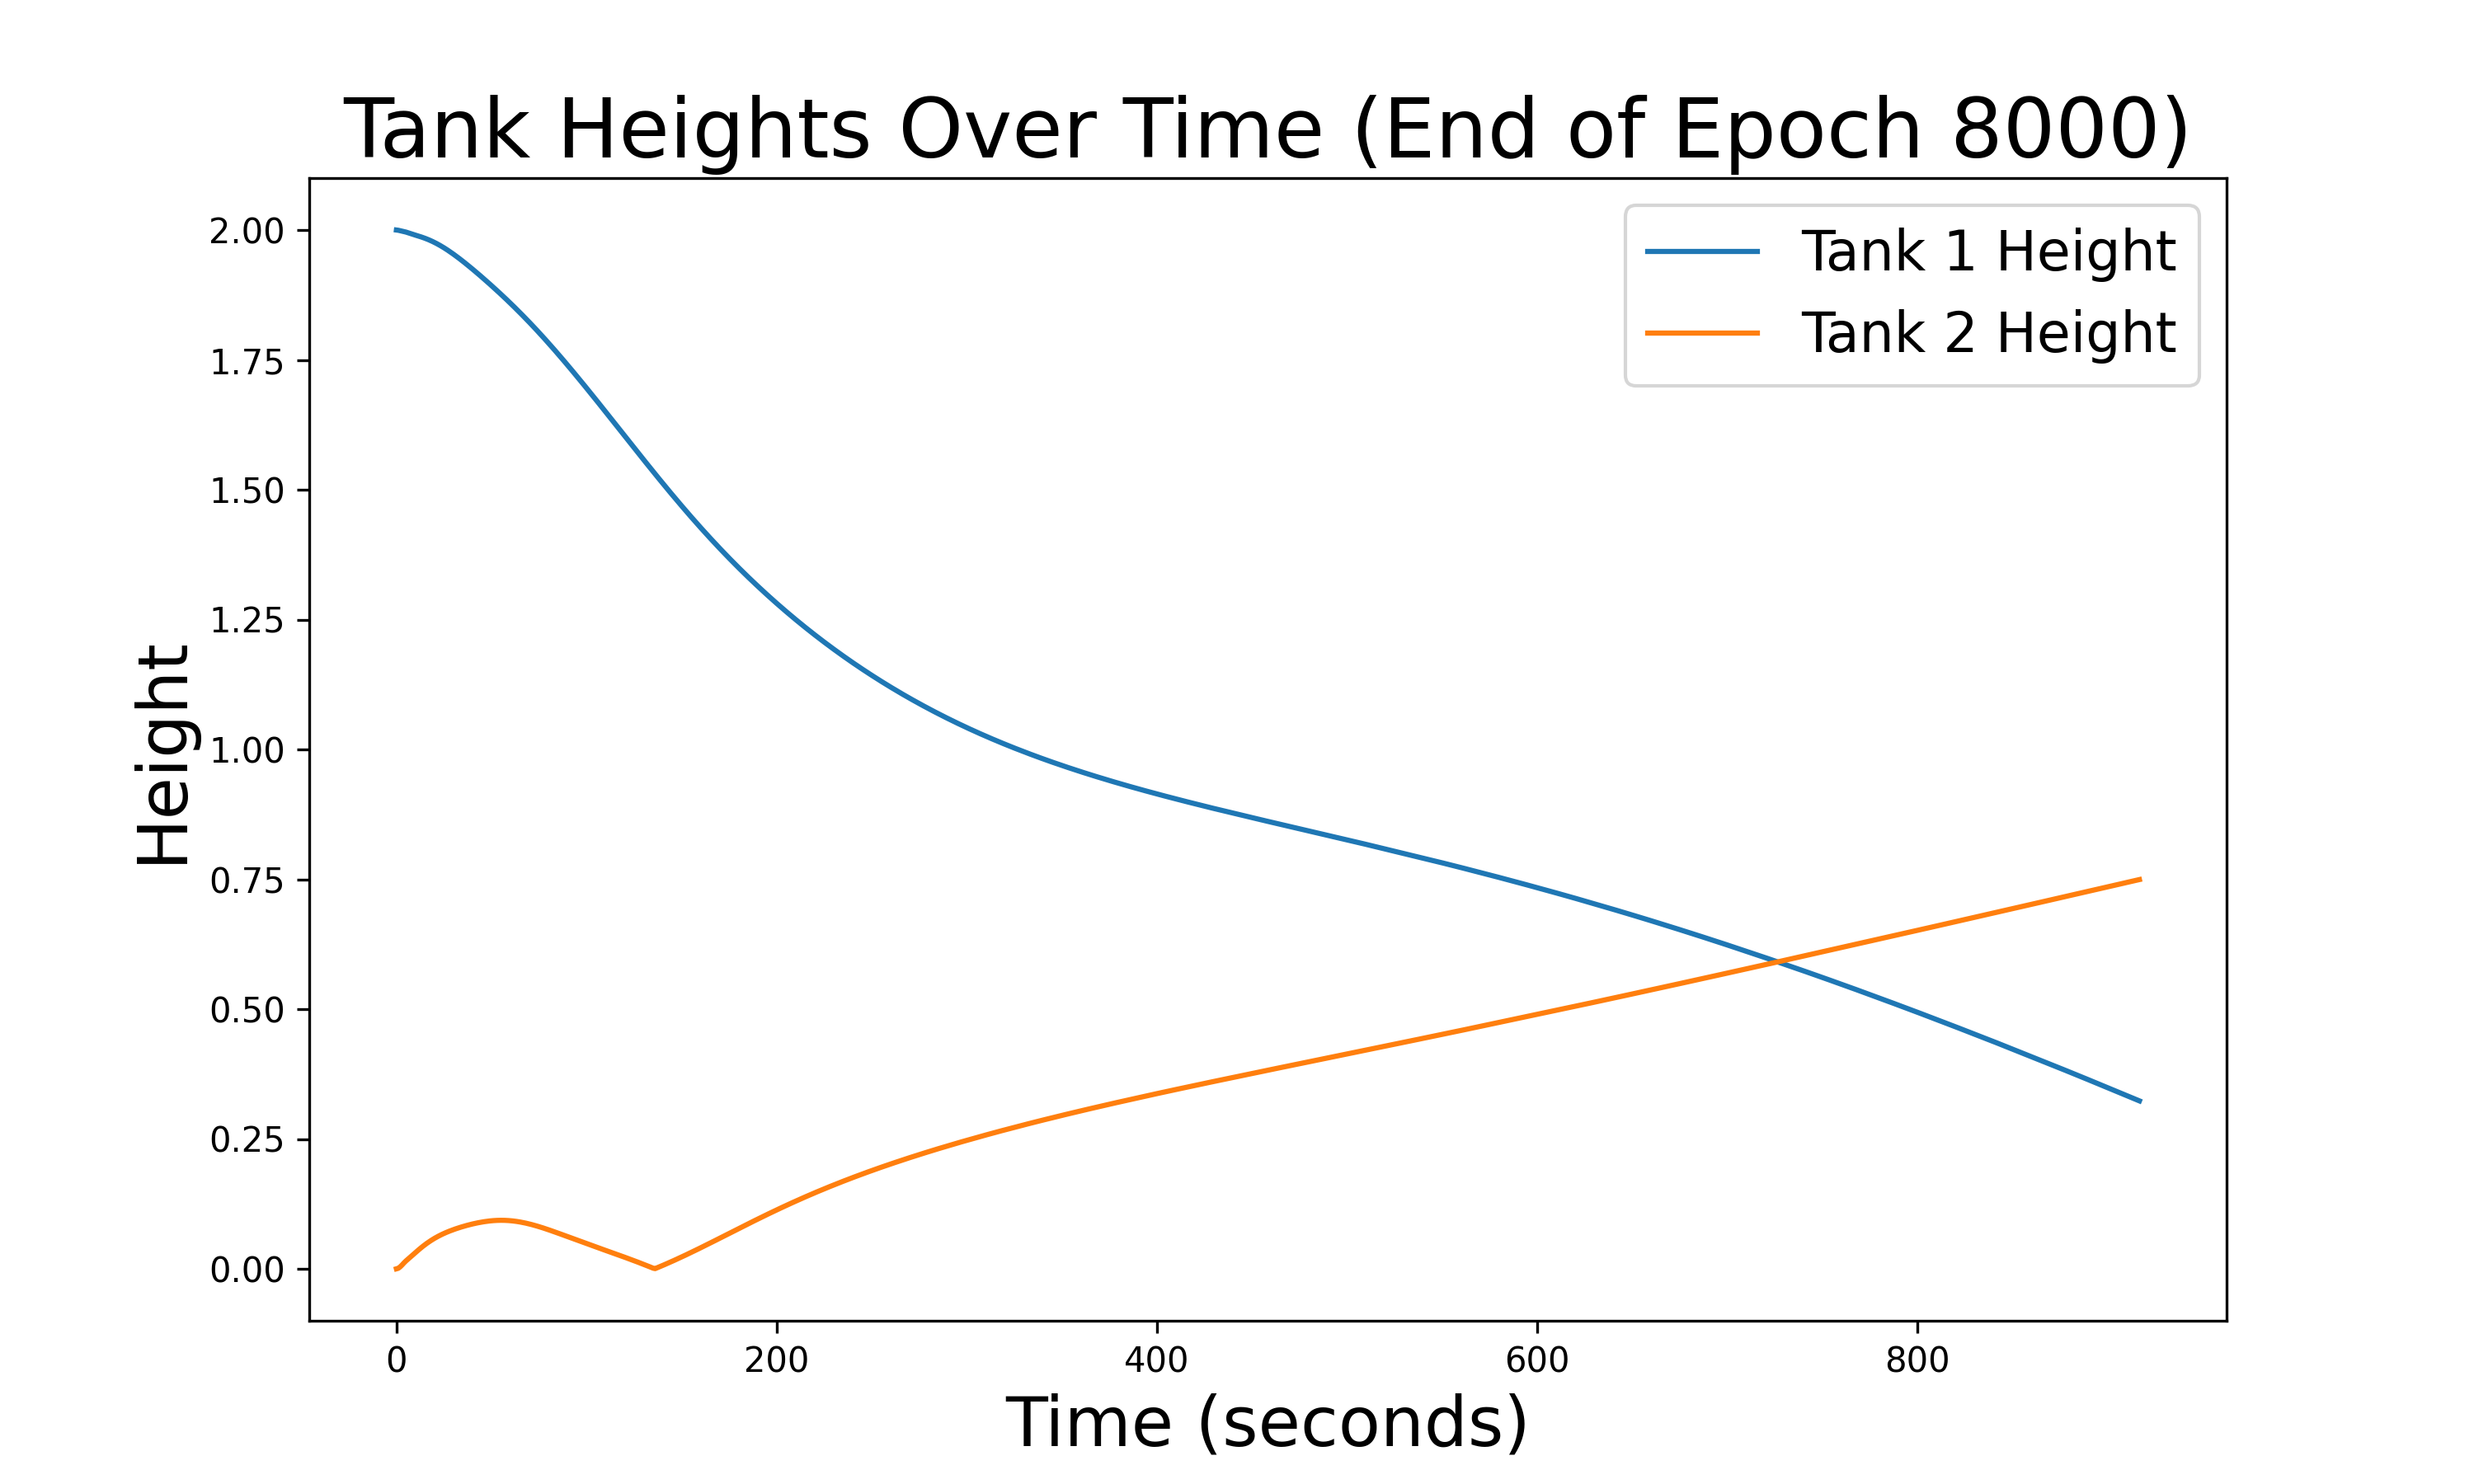 Tank Heights Over Time (End of Epoch 8000)
Tank 1 Height
Tank 2 Height
2.00
1.75
1.50
1.25
1.00
0.75
0.50
0.25
0.00
Height
0 200 400 600 800
Time (seconds)